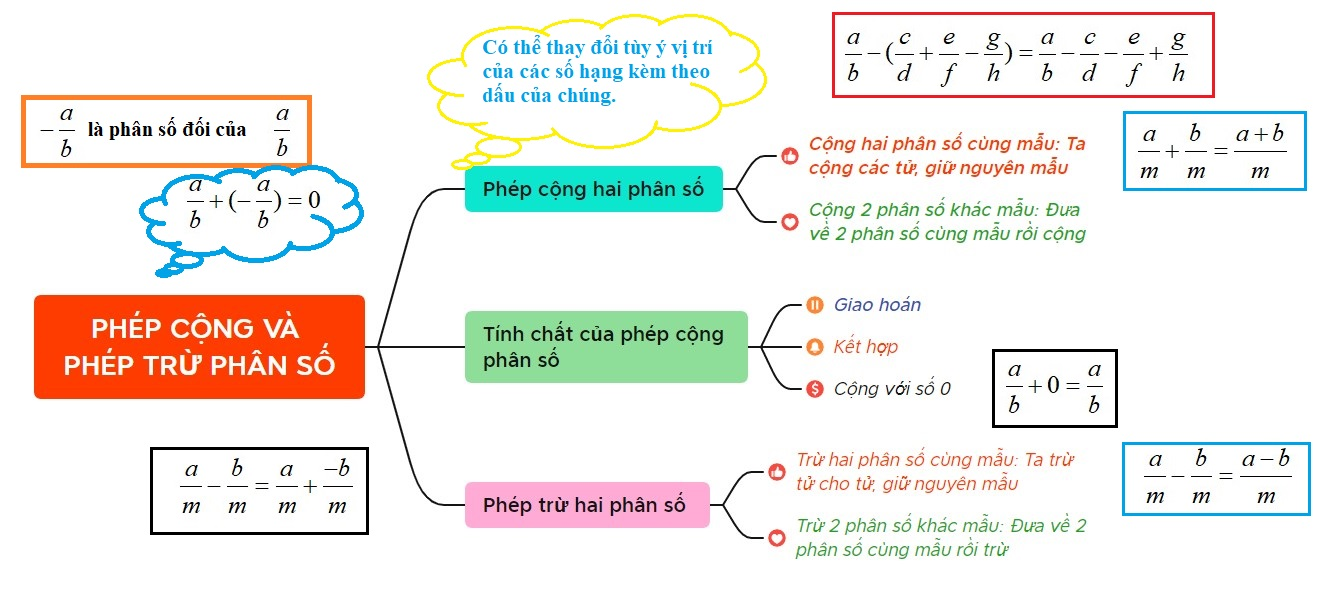 Có thể thay đổi tùy ý vị trí
của các số hạng kèm theo
dấu của chúng.
a/b − (c/d + e/f − g/h) = a/b − c/d − e/f + g/h
−a/b là phân số đối của a/b
a/b + (−a/b) = 0
a/m + b/m = (a + b)/m
Phép cộng hai phân số
Cộng hai phân số cùng mẫu: Ta
cộng các tử, giữ nguyên mẫu
Cộng 2 phân số khác mẫu: Đưa
về 2 phân số cùng mẫu rồi cộng
PHÉP CỘNG VÀ
PHÉP TRỪ PHÂN SỐ
Tính chất của phép cộng
phân số
Giao hoán
Kết hợp
Cộng với số 0
a/b + 0 = a/b
a/m − b/m = a/m + −b/m
Phép trừ hai phân số
Trừ hai phân số cùng mẫu: Ta trừ
tử cho tử, giữ nguyên mẫu
Trừ 2 phân số khác mẫu: Đưa về 2
phân số cùng mẫu rồi trừ
a/m − b/m = (a − b)/m